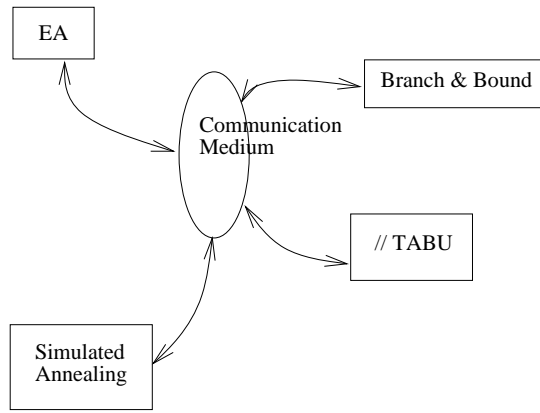 EA
Branch & Bound
Communication
Medium
// TABU
Simulated
Annealing